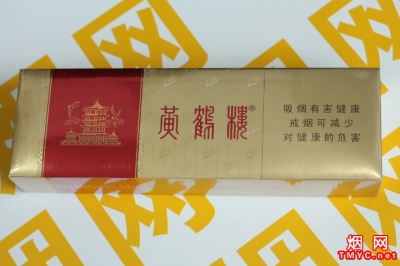 黄鹤楼®
吸烟有害健康
戒烟可减少
对健康的危害
烟网
TMYC.net